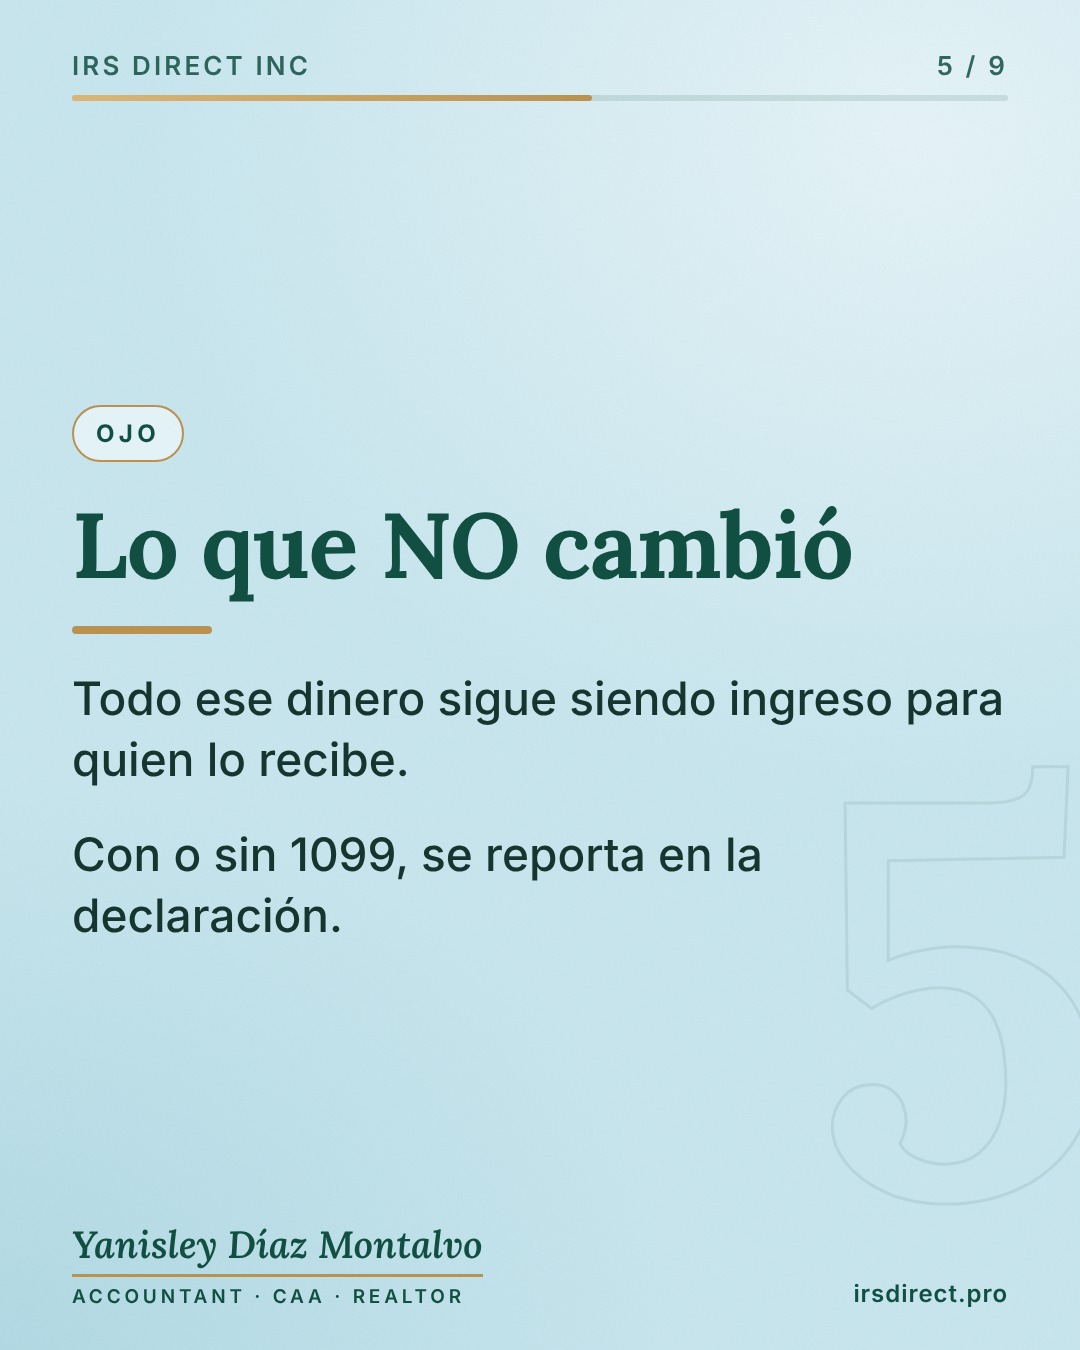 IRS DIRECT INC
5 / 9
OJO
Lo que NO cambió
Todo ese dinero sigue siendo ingreso para
quien lo recibe.
Con o sin 1099, se reporta en la
declaración.
5
Yanisley Díaz Montalvo
ACCOUNTANT · CAA · REALTOR
irsdirect.pro